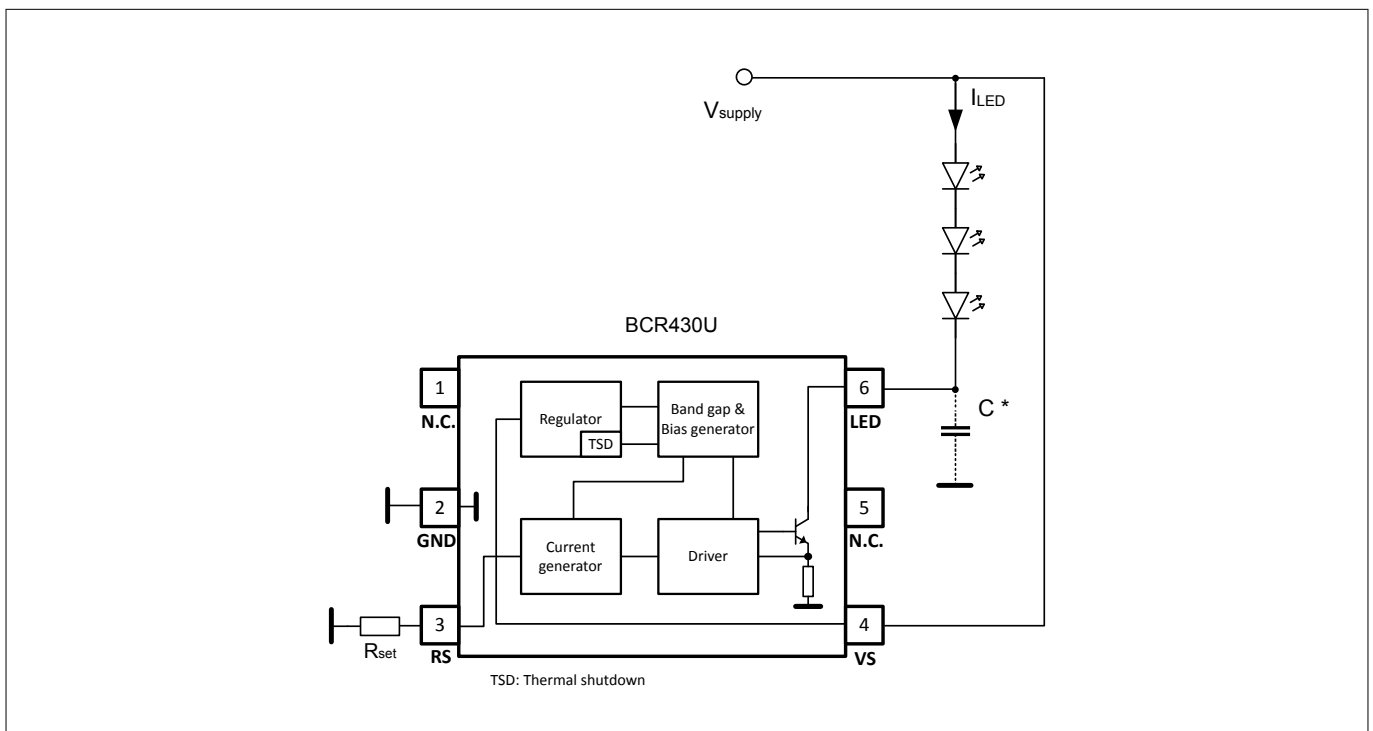 Vsupply
ILED
BCR430U
1
N.C.
2
GND
3
RS
Rset
Regulator
TSD
Band gap &
Bias generator
Current
generator
Driver
6
LED
C *
5
N.C.
4
VS
TSD: Thermal shutdown